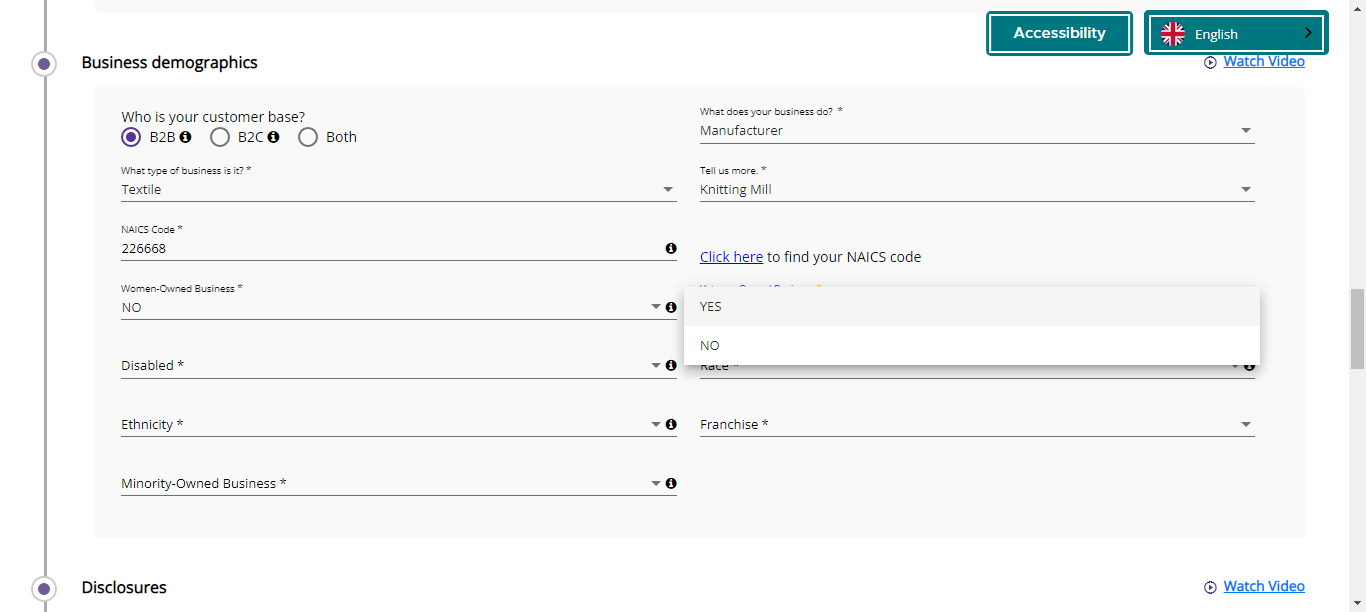 Accessibility
English
Business demographics
Watch Video
Who is your customer base?
B2B
B2C
Both
What does your business do? *
Manufacturer
What type of business is it? *
Textile
Tell us more. *
Knitting Mill
NAICS Code *
226668
Click here to find your NAICS code
Women-Owned Business *
NO
YES
NO
Disabled *
Race *
Ethnicity *
Franchise *
Minority-Owned Business *
Disclosures
Watch Video